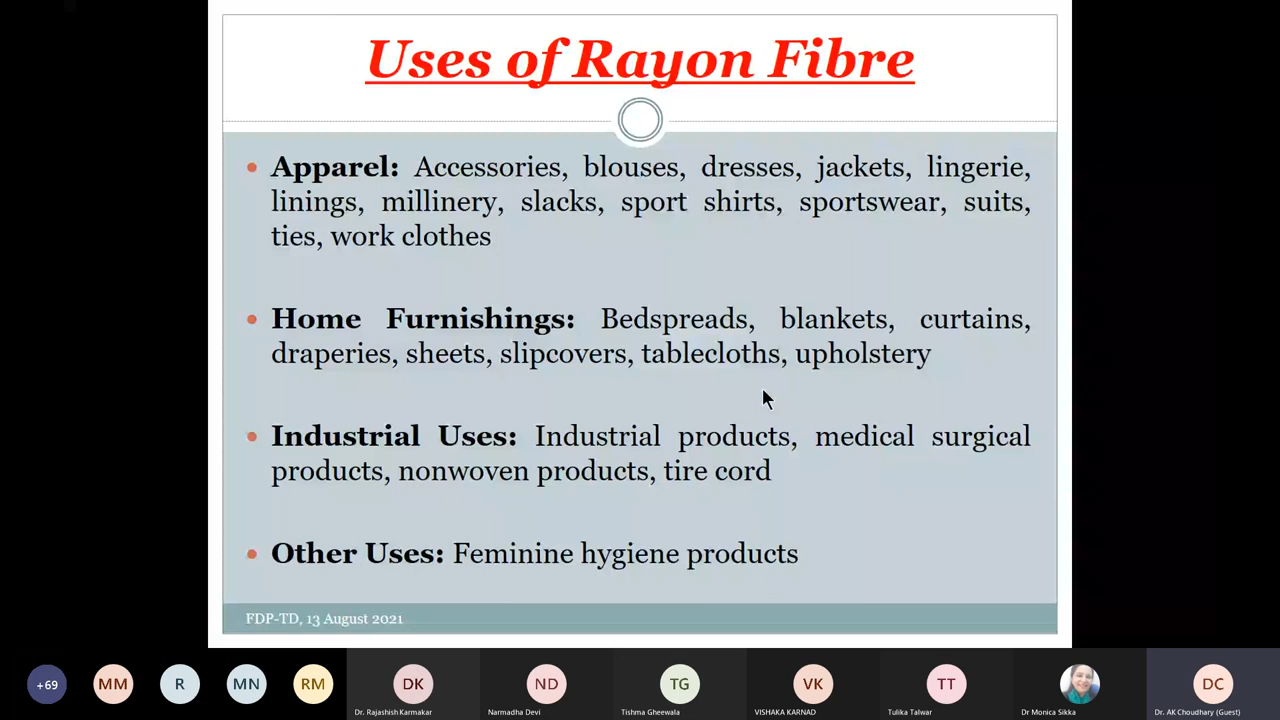 Uses of Rayon Fibre
• Apparel: Accessories, blouses, dresses, jackets, lingerie,
linings, millinery, slacks, sport shirts, sportswear, suits,
ties, work clothes
• Home Furnishings: Bedspreads, blankets, curtains,
draperies, sheets, slipcovers, tablecloths, upholstery
• Industrial Uses: Industrial products, medical surgical
products, nonwoven products, tire cord
• Other Uses: Feminine hygiene products
FDP-TD, 13 August 2021
+69 MM R MN RM DK ND TG VK TT DC
Dr. Rajashish Karmakar Narmadha Devi Tishma Gheewala VISHAKA KARNAD Tulika Talwar Dr Monica Sikka Dr. AK Choudhary (Guest)